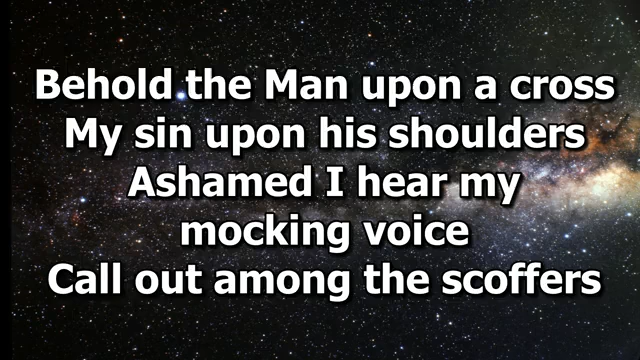 Behold the Man upon a cross
My sin upon his shoulders
Ashamed I hear my
mocking voice
Call out among the scoffers